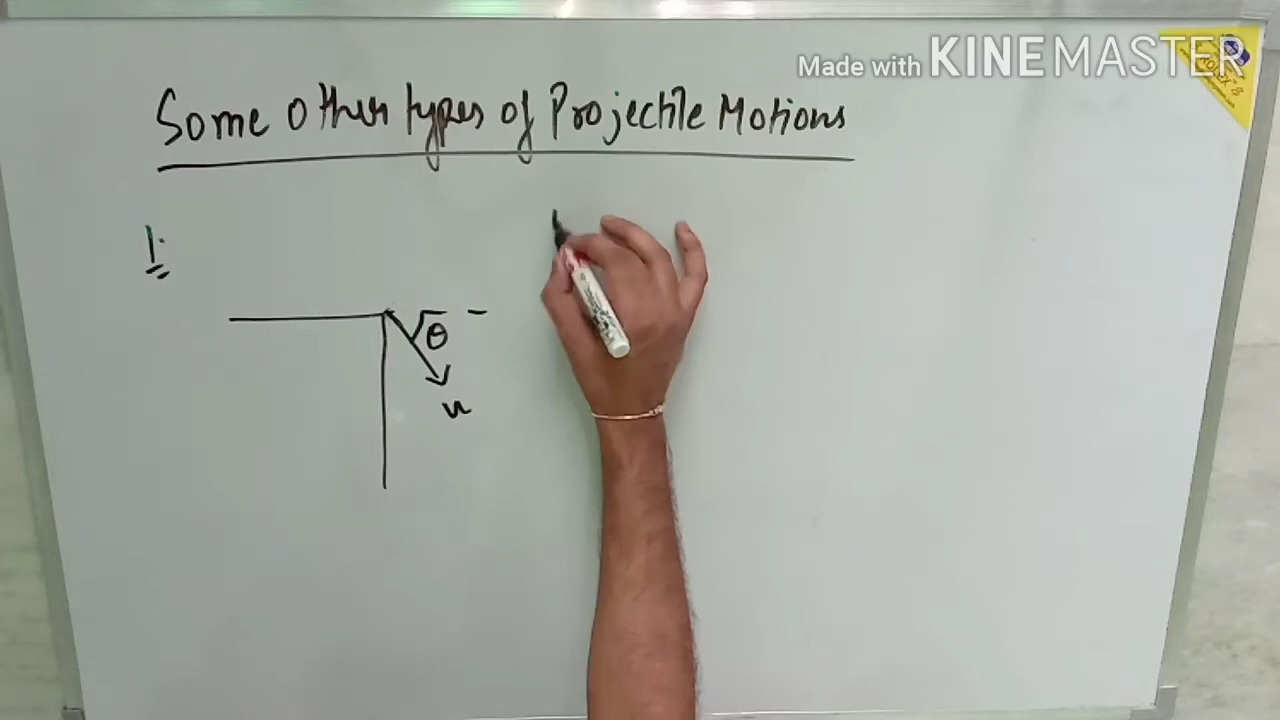 Made with KINEMASTER
Some Other types of Projectile Motions
1.
θ
u